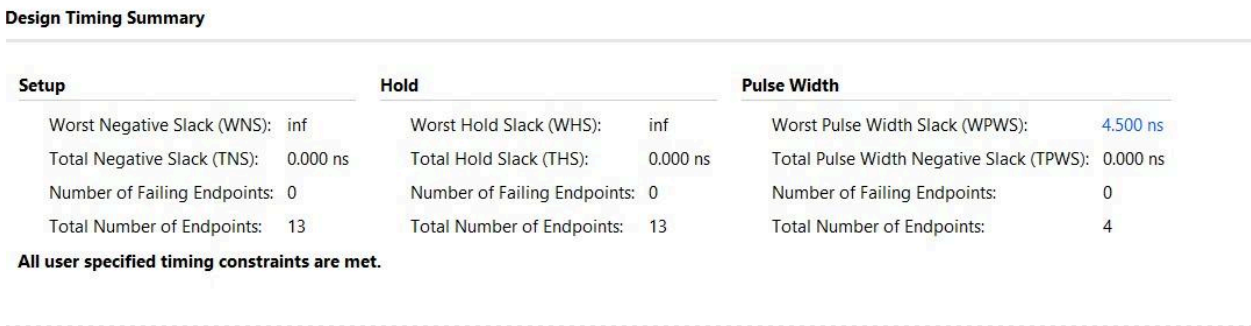 Design Timing Summary
Setup Hold Pulse Width
Worst Negative Slack (WNS): inf Worst Hold Slack (WHS): inf Worst Pulse Width Slack (WPWS): 4.500 ns
Total Negative Slack (TNS): 0.000 ns Total Hold Slack (THS): 0.000 ns Total Pulse Width Negative Slack (TPWS): 0.000 ns
Number of Failing Endpoints: 0 Number of Failing Endpoints: 0 Number of Failing Endpoints: 0
Total Number of Endpoints: 13 Total Number of Endpoints: 13 Total Number of Endpoints: 4
All user specified timing constraints are met.